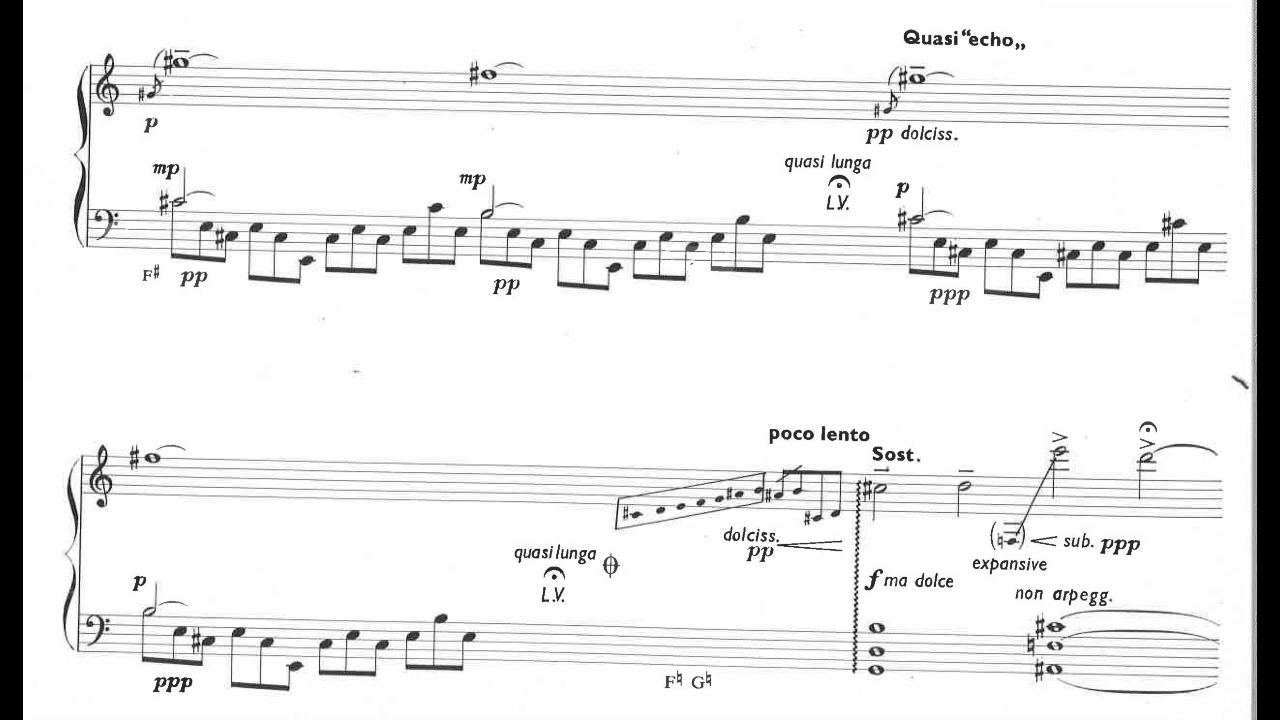 Quasi “echo„
p
pp dolciss.
quasi lunga
mp
mp
L.V.
p
F♯ pp
pp
ppp
poco lento
Sost.
dolciss.
pp
sub. ppp
quasi lunga
expansive
p
L.V.
f ma dolce
non arpegg.
ppp
F♮ G♮